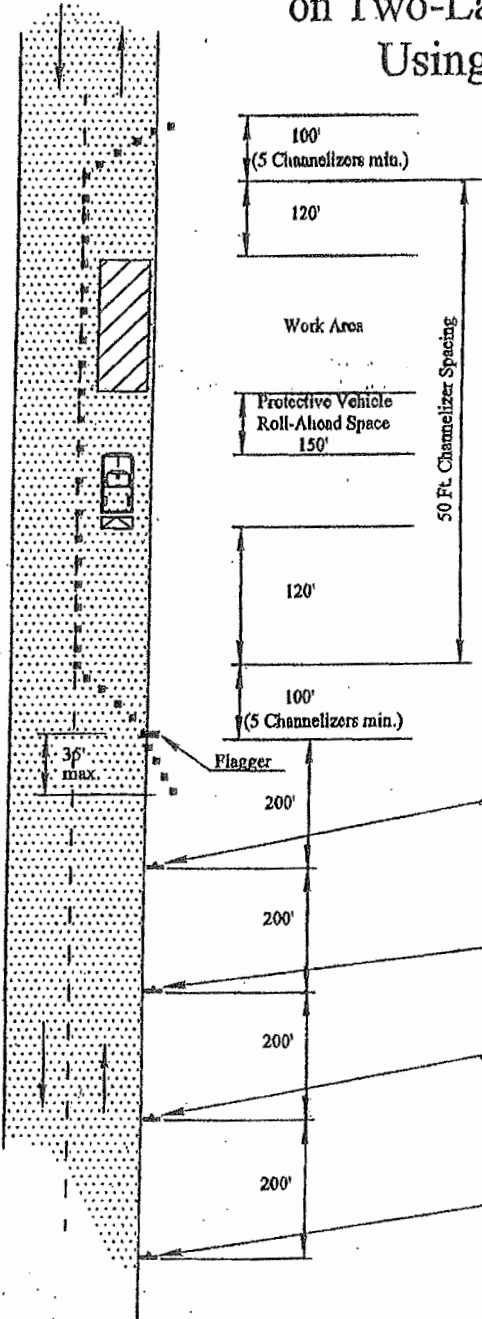 on Two-La
Using
100'
(5 Channelizers min.)
120'
Work Area
50 Ft. Channelizer Spacing
Protective Vehicle
Roll-Ahead Space
150'
120'
100'
(5 Channelizers min.)
36'
max.
Flagger
200'
200'
200'
200'